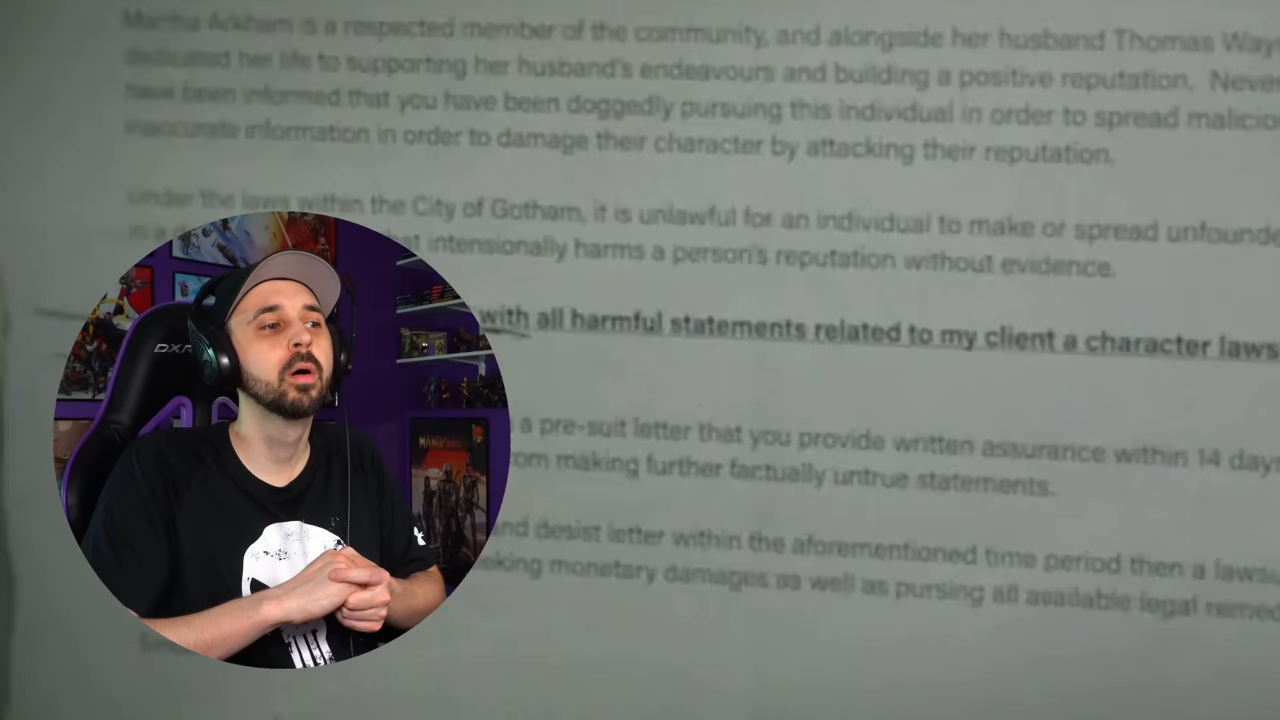 Martha Arkham is a respected member of the community, and alongside her husband Thomas Way
dedicated her life to supporting her husband's endeavours and building a positive reputation. Never
have been informed that you have been doggedly pursuing this individual in order to spread malicio
inaccurate information in order to damage their character by attacking their reputation.
Under the laws within the City of Gotham, it is unlawful for an individual to make or spread unfounde
that intensionally harms a person's reputation without evidence.
with all harmful statements related to my client a character laws
a pre-suit letter that you provide written assurance within 14 days
om making further factually untrue statements.
nd desist letter within the aforementioned time period then a lawsu
eking monetary damages as well as pursing all available legal remed
DXR
MANDALORIAN